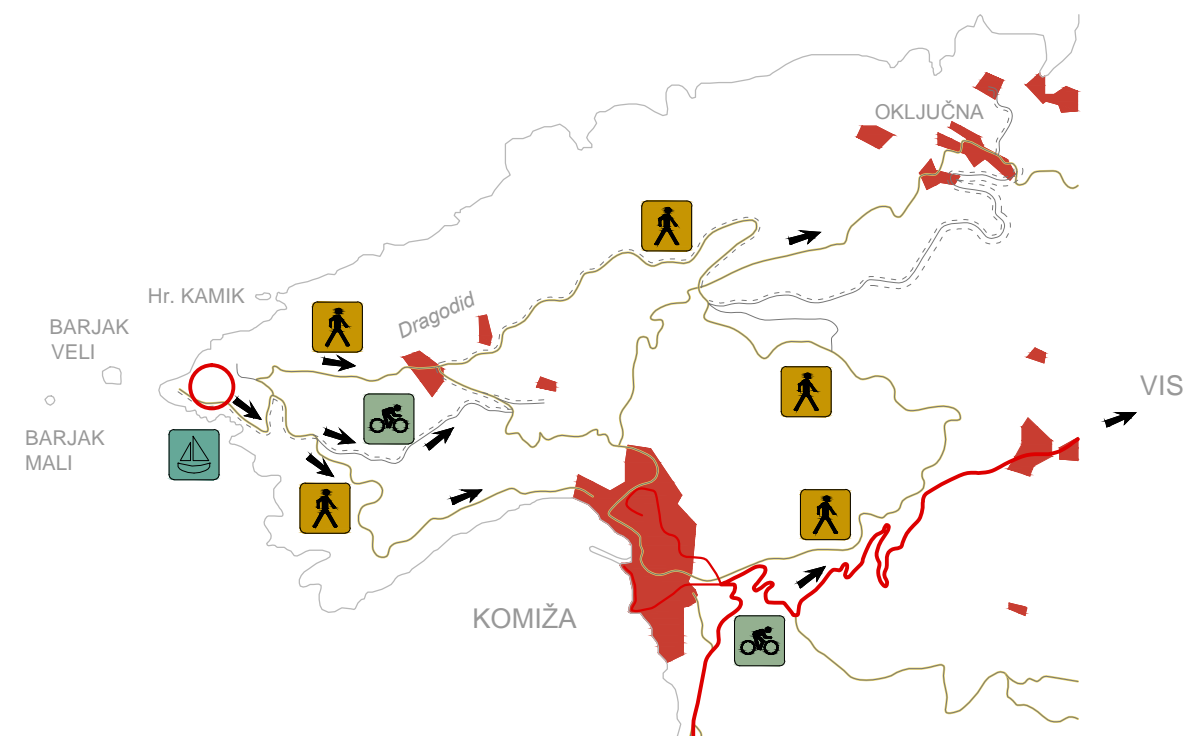 OKLJUČNA
Hr. KAMIK
Dragodid
BARJAK
VELI
VIS
BARJAK
MALI
KOMIŽA